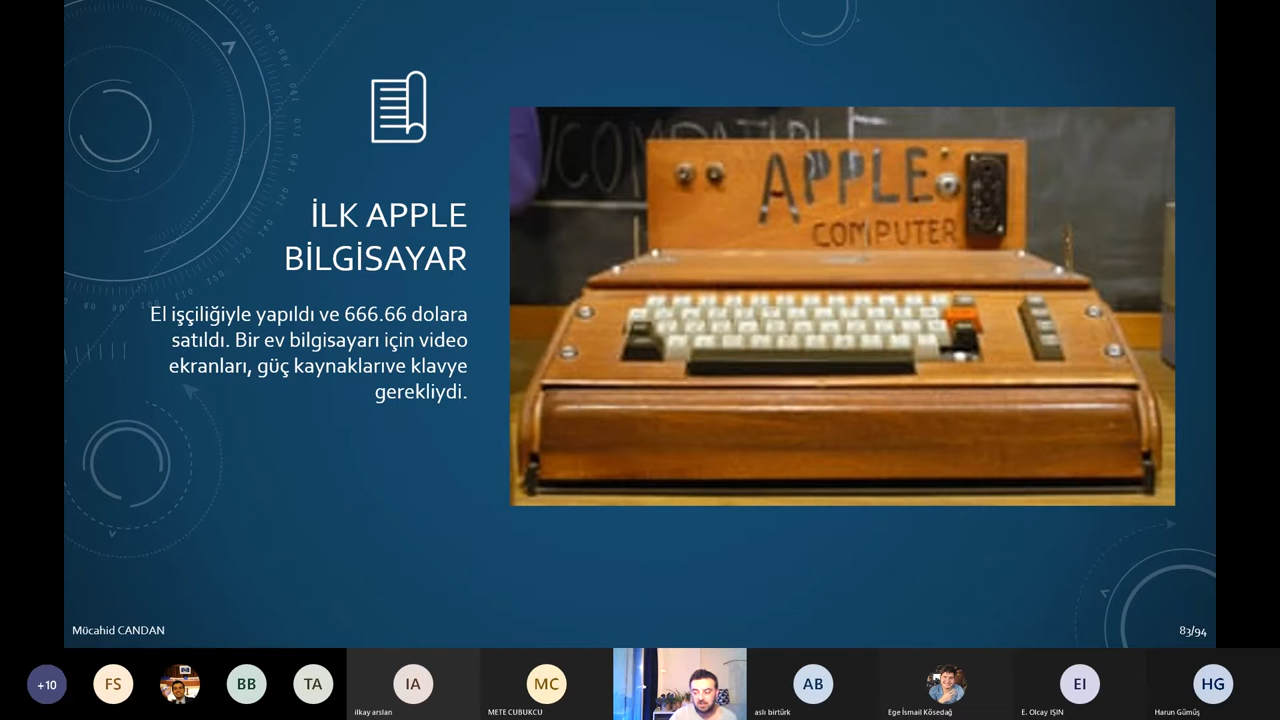 İLK APPLE
BİLGİSAYAR
El işçiliğiyle yapıldı ve 666.66 dolara
satıldı. Bir ev bilgisayarı için video
ekranları, güç kaynaklarıve klavye
gerekliydi.
APPLE
COMPUTER
Mücahid CANDAN
83/94
+10
FS
BB
TA
IA
ilkay arslan
MC
METE CUBUKCU
AB
aslı birtürk
Ege İsmail Kösedağ
EI
E. Olcay IŞIN
HG
Harun Gümüş